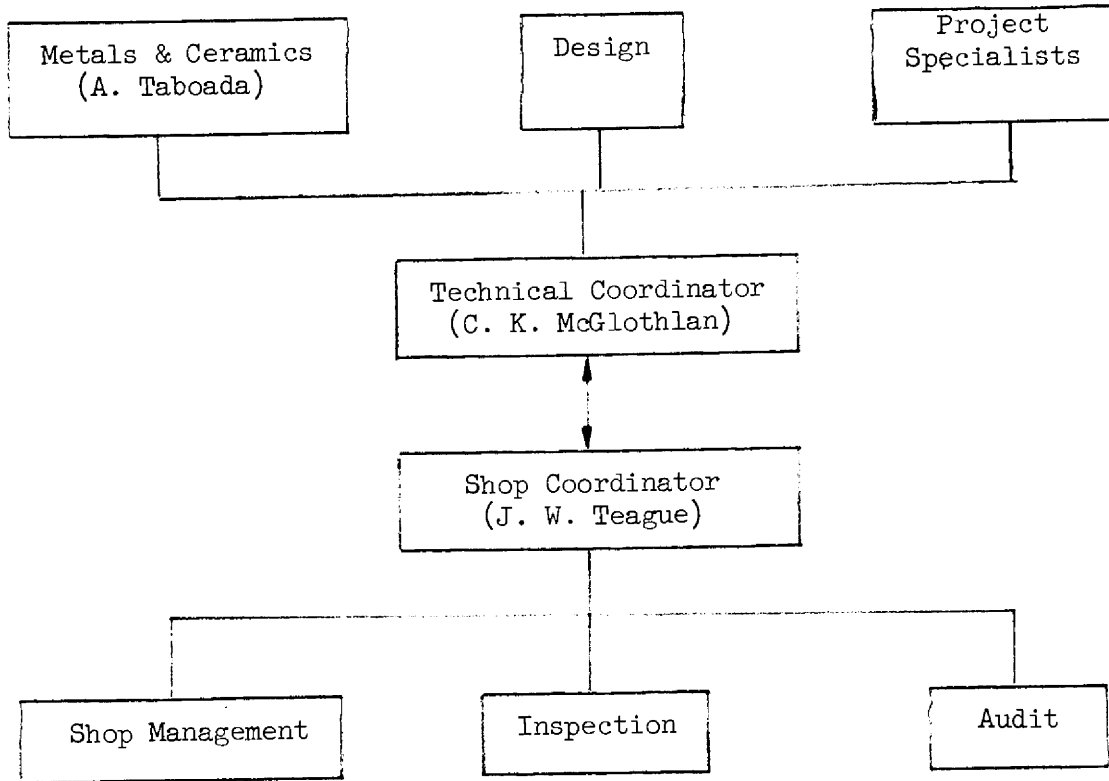 Metals & Ceramics
(A. Taboada)
Design
Project
Specialists
Technical Coordinator
(C. K. McGlothlan)
Shop Coordinator
(J. W. Teague)
Shop Management
Inspection
Audit